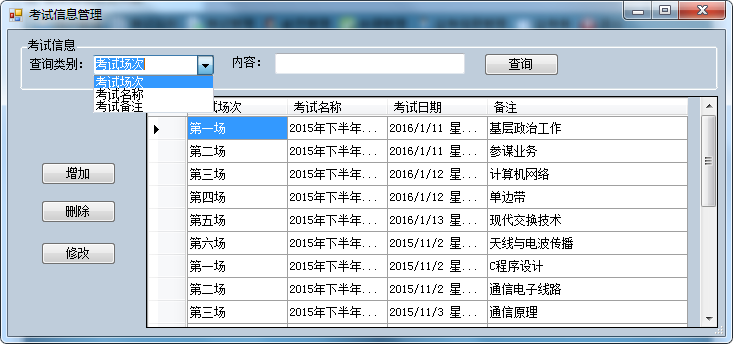 考试信息管理
考试信息
查询类别： 考试场次 内容： 查询
考试场次
考试名称
考试备注
试场次 考试名称 考试日期 备注
第一场 2015年下半年... 2016/1/11 星... 基层政治工作
第二场 2015年下半年... 2016/1/11 星... 参谋业务
第三场 2015年下半年... 2016/1/12 星... 计算机网络
第四场 2015年下半年... 2016/1/12 星... 单边带
第五场 2015年下半年... 2016/1/13 星... 现代交换技术
第六场 2015年下半年... 2015/11/2 星... 天线与电波传播
第一场 2015年下半年... 2015/11/2 星... C程序设计
第二场 2015年下半年... 2015/11/2 星... 通信电子线路
第三场 2015年下半年... 2015/11/3 星... 通信原理
增加
删除
修改